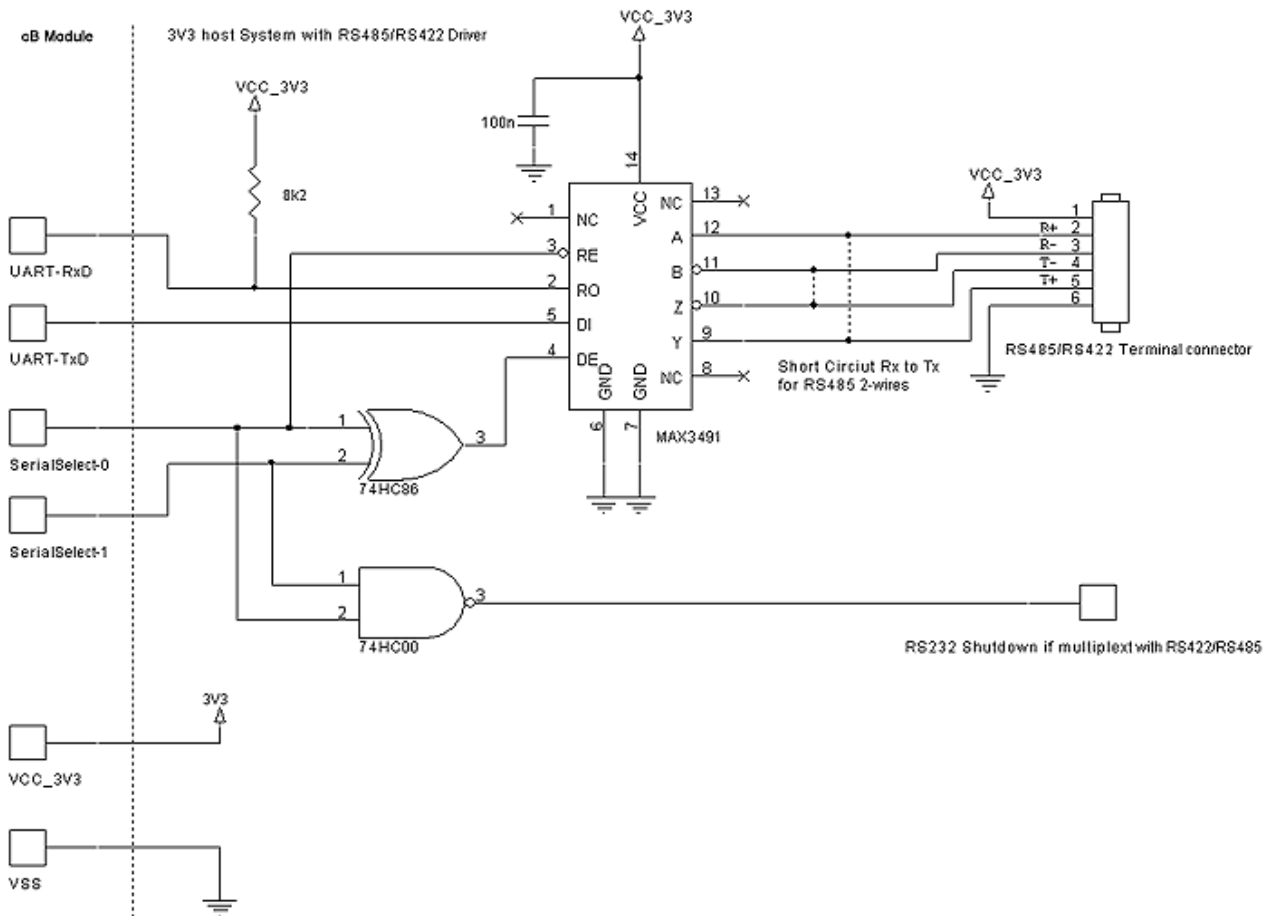 cB Module
3V3 host System with RS485/RS422 Driver
VCC_3V3
VCC_3V3
100n
8k2
14
VCC
1
NC
3
RE
2
RO
5
DI
4
DE
GND
6
GND
7
NC
13
A
12
B
11
Z
10
Y
9
NC
8
MAX3491
VCC_3V3
1
R+ 2
R- 3
T- 4
T+ 5
6
RS485/RS422 Terminal connector
Short Circiut Rx to Tx
for RS485 2-wires
UART-RxD
UART-TxD
SerialSelect-0
SerialSelect-1
1
2
3
74HC86
1
2
3
74HC00
RS232 Shutdown if multiplext with RS422/RS485
3V3
VCC_3V3
VSS